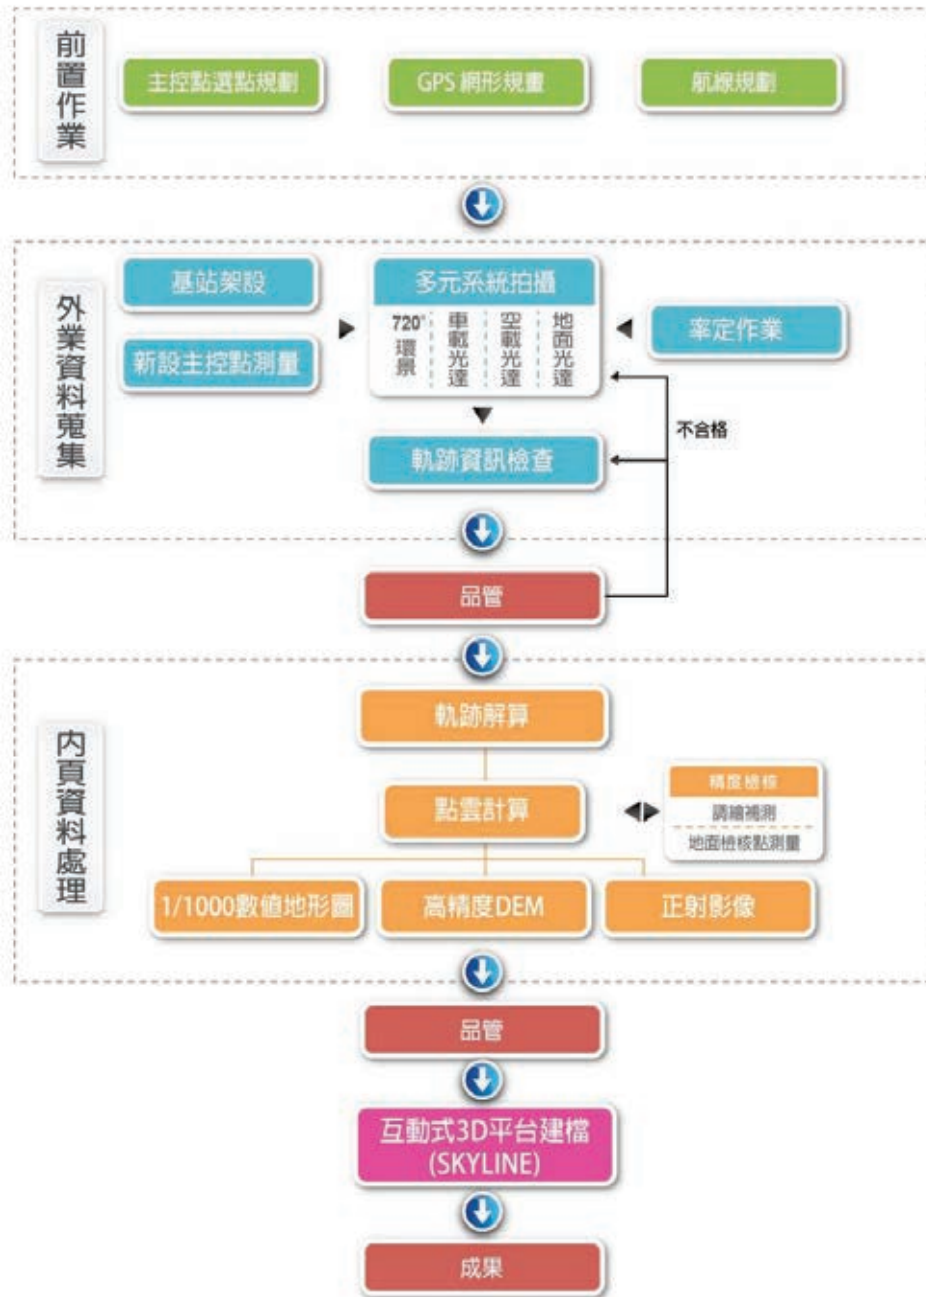 前置作業
主控點選點規劃
GPS 網形規畫
航線規劃
外業資料蒐集
基站架設
新設主控點測量
多元系統拍攝
720°環景
車載光達
空載光達
地面光達
率定作業
不合格
軌跡資訊檢查
品管
內頁資料處理
軌跡解算
點雲計算
精度檢核
調繪補測
地面檢核點測量
1/1000數值地形圖
高精度DEM
正射影像
品管
互動式3D平台建檔
(SKYLINE)
成果